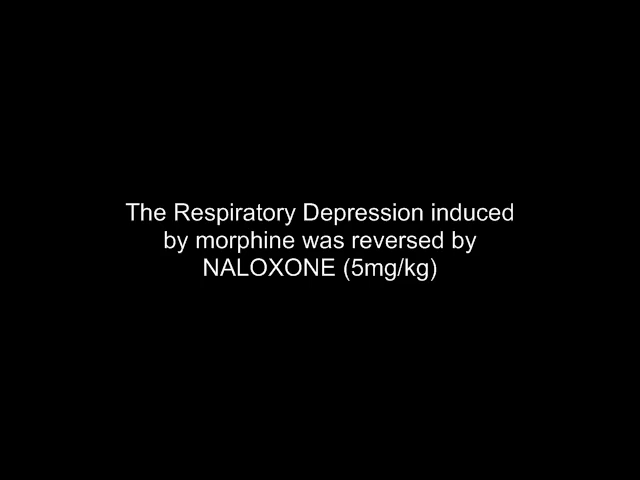 The Respiratory Depression induced
by morphine was reversed by
NALOXONE (5mg/kg)